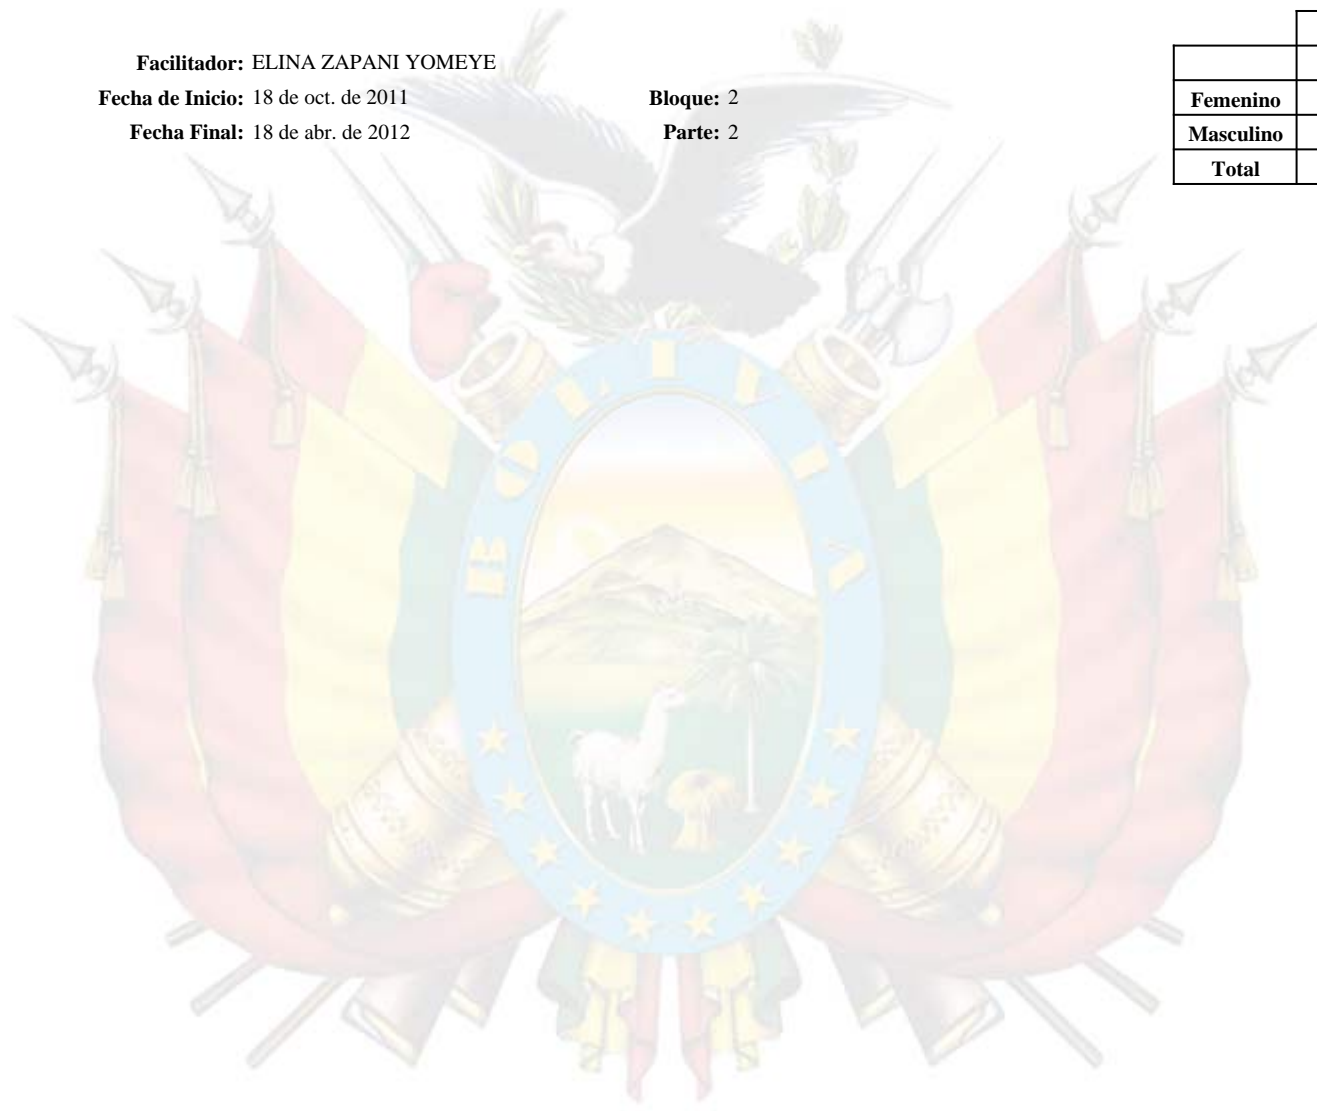 Facilitador: ELINA ZAPANI YOMEYE
Fecha de Inicio: 18 de oct. de 2011 Bloque: 2
Fecha Final: 18 de abr. de 2012 Parte: 2
Femenino
Masculino
Total
BOLIVIA